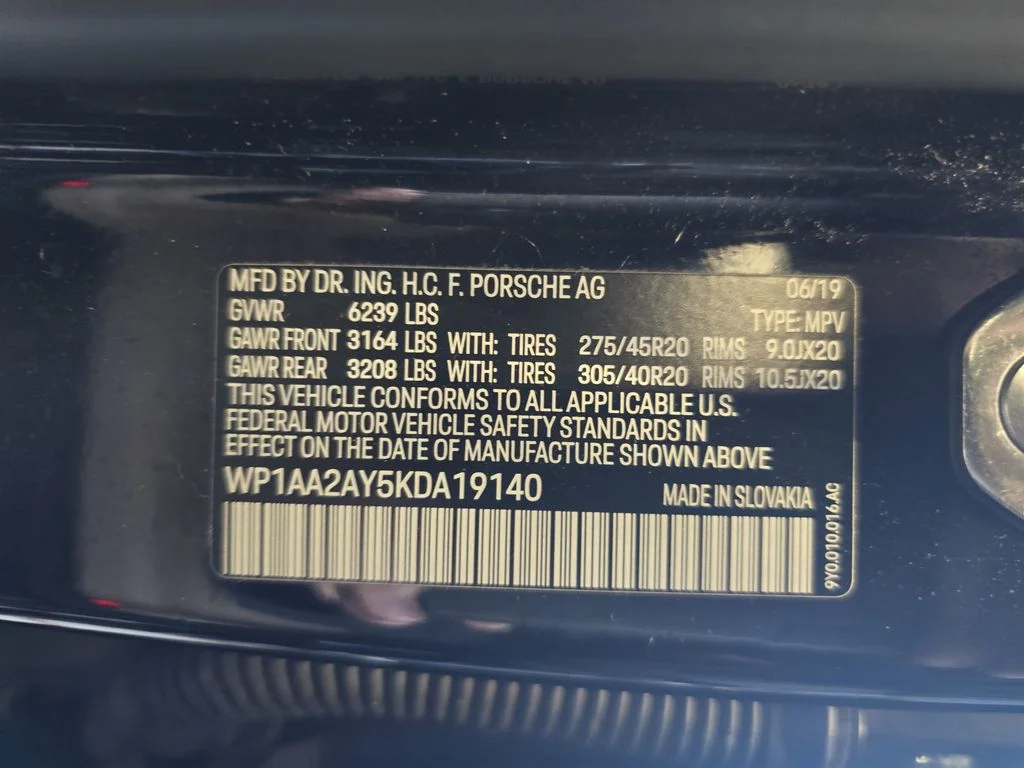 MFD BY DR. ING. H.C. F. PORSCHE AG 06/19
GVWR 6239 LBS TYPE: MPV
GAWR FRONT 3164 LBS WITH: TIRES 275/45R20 RIMS 9.0JX20
GAWR REAR 3208 LBS WITH: TIRES 305/40R20 RIMS 10.5JX20
THIS VEHICLE CONFORMS TO ALL APPLICABLE U.S.
FEDERAL MOTOR VEHICLE SAFETY STANDARDS IN
EFFECT ON THE DATE OF MANUFACTURE SHOWN ABOVE
WP1AA2AY5KDA19140 MADE IN SLOVAKIA
9Y0.010.016.AC